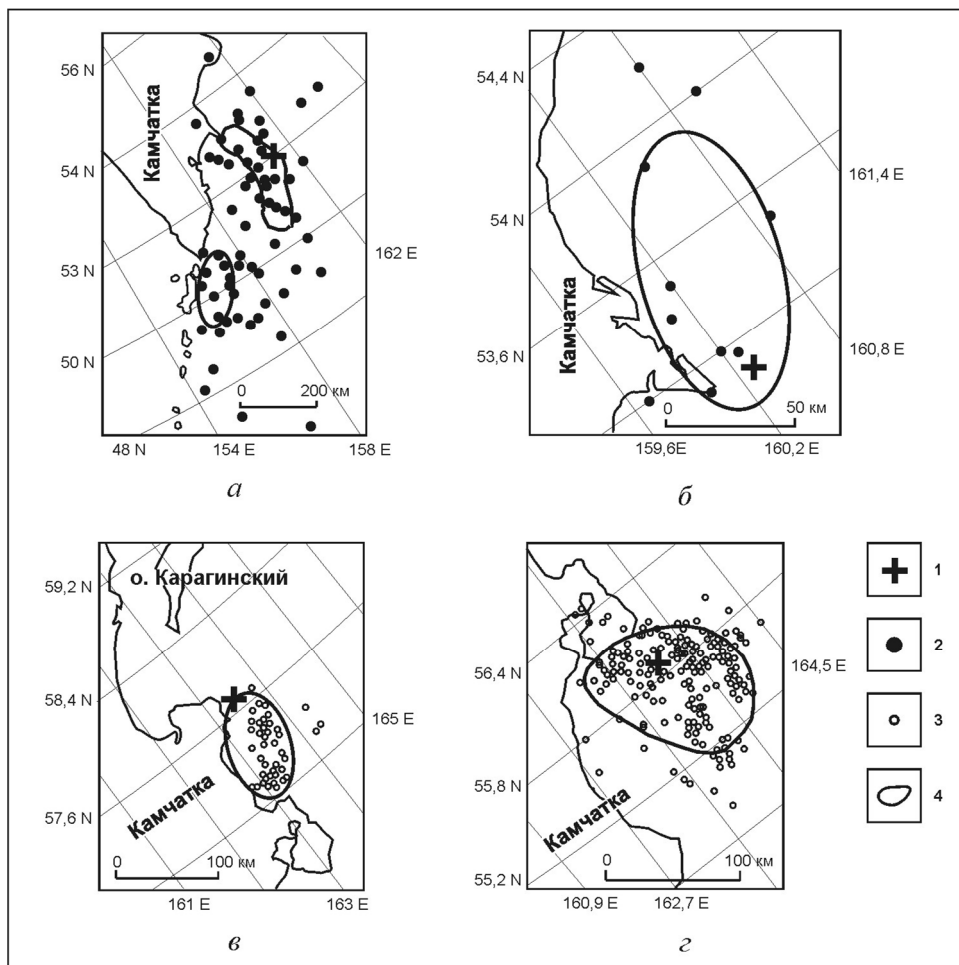 56 N
54 N
53 N
50 N
48 N
154 E
158 E
162 E
Камчатка
0 200 км
а
54,4 N
54 N
53,6 N
159,6E
160,2 E
160,8 E
161,4 E
Камчатка
0 50 км
б
59,2 N
58,4 N
57,6 N
161 E
163 E
165 E
о. Карагинский
Камчатка
0 100 км
в
56,4 N
55,8 N
55,2 N
160,9 E
162,7 E
164,5 E
Камчатка
0 100 км
г
1
2
3
4